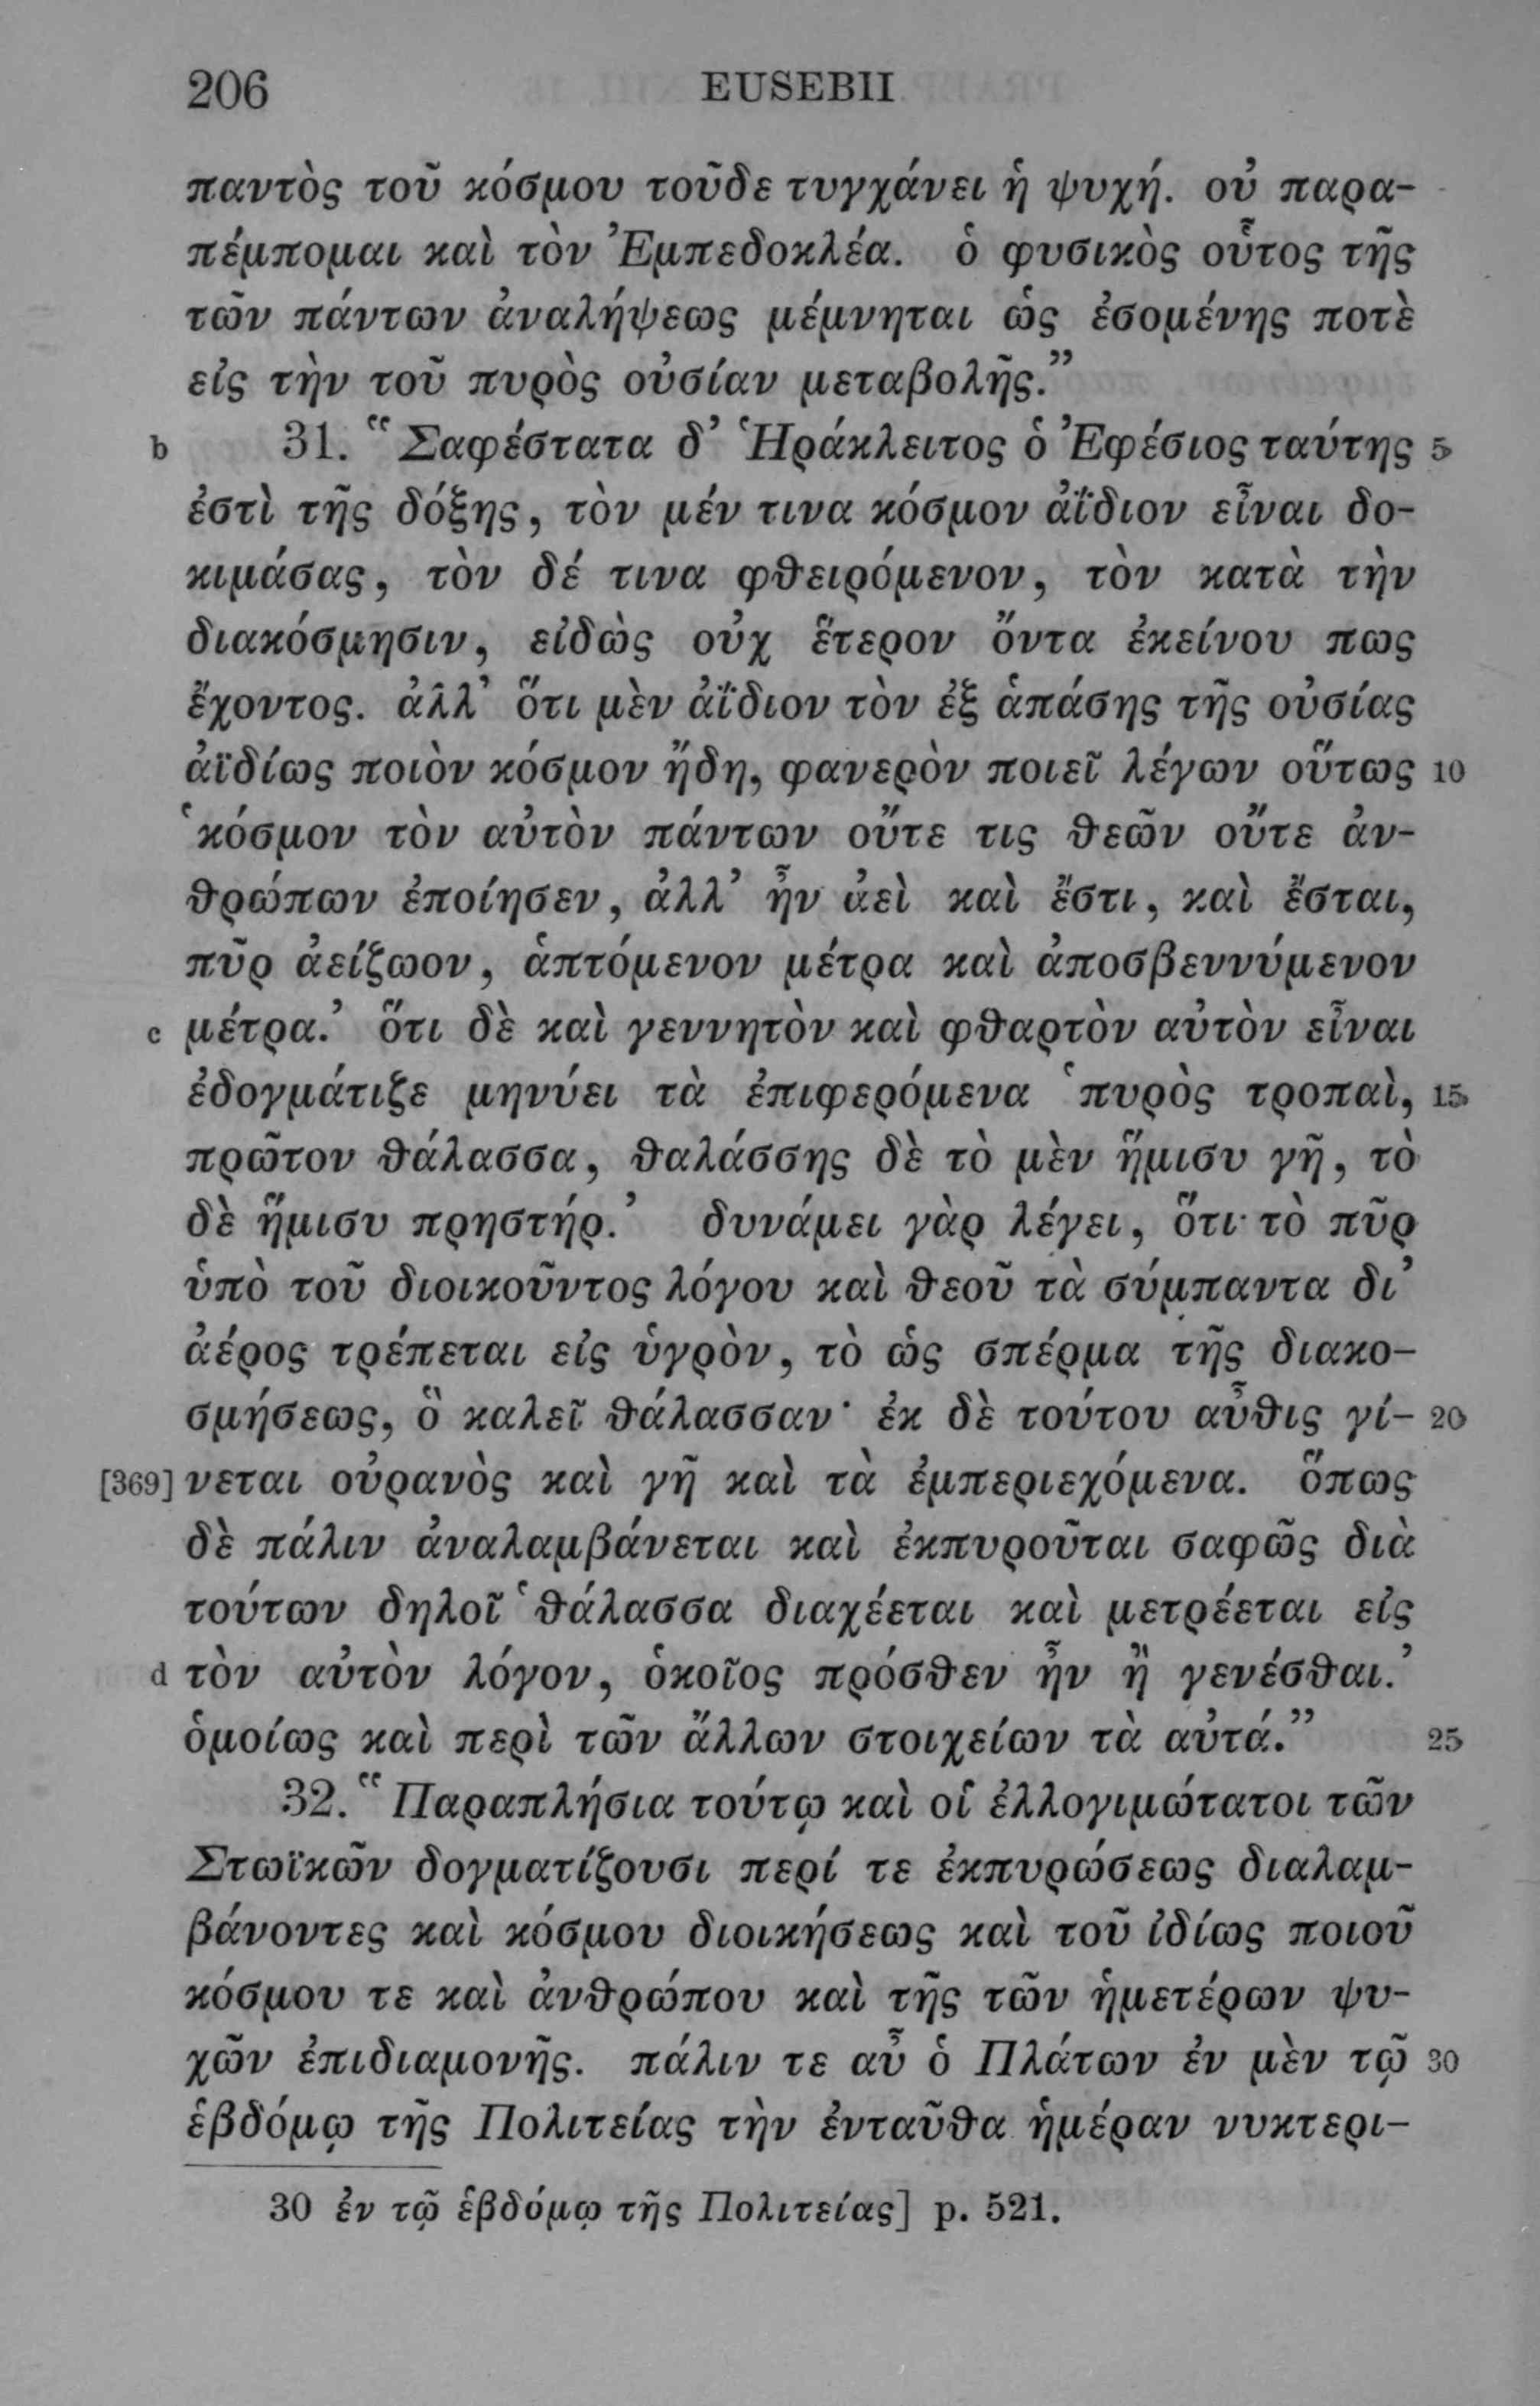 206 EUSEBII
παντὸς τοῦ κόσμου τοῦδε τυγχάνει ἡ ψυχή. οὐ παρα-
πέμπομαι καὶ τὸν Ἐμπεδοκλέα. ὁ φυσικὸς οὗτος τῆς
τῶν πάντων ἀναλήψεως μέμνηται ὡς ἐσομένης ποτὲ
εἰς τὴν τοῦ πυρὸς οὐσίαν μεταβολῆς.”
b 31. “Σαφέστατα δ’ Ἡράκλειτος ὁ Ἐφέσιος ταύτης 5
ἐστὶ τῆς δόξης, τὸν μέν τινα κόσμον ἀΐδιον εἶναι δο-
κιμάσας, τὸν δέ τινα φθειρόμενον, τὸν κατὰ τὴν
διακόσμησιν, εἰδὼς οὐχ ἕτερον ὄντα ἐκείνου πως
ἔχοντος. ἀλλ’ ὅτι μὲν ἀΐδιον τὸν ἐξ ἁπάσης τῆς οὐσίας
ἀϊδίως ποιὸν κόσμον ἤδη, φανερὸν ποιεῖ λέγων οὕτως 10
‘κόσμον τὸν αὐτὸν πάντων οὔτε τις θεῶν οὔτε ἀν-
θρώπων ἐποίησεν, ἀλλ’ ἦν ἀεὶ καὶ ἔστι, καὶ ἔσται,
πῦρ ἀείζωον, ἁπτόμενον μέτρα καὶ ἀποσβεννύμενον
c μέτρα.’ ὅτι δὲ καὶ γεννητὸν καὶ φθαρτὸν αὐτὸν εἶναι
ἐδογμάτιζε μηνύει τὰ ἐπιφερόμενα ‘πυρὸς τροπαὶ, 15
πρῶτον θάλασσα, θαλάσσης δὲ τὸ μὲν ἥμισυ γῆ, τὸ
δὲ ἥμισυ πρηστήρ.’ δυνάμει γὰρ λέγει, ὅτι τὸ πῦρ
ὑπὸ τοῦ διοικοῦντος λόγου καὶ θεοῦ τὰ σύμπαντα δι’
ἀέρος τρέπεται εἰς ὑγρὸν, τὸ ὡς σπέρμα τῆς διακο-
σμήσεως, ὃ καλεῖ θάλασσαν· ἐκ δὲ τούτου αὖθις γί- 20
[369] νεται οὐρανὸς καὶ γῆ καὶ τὰ ἐμπεριεχόμενα. ὅπως
δὲ πάλιν ἀναλαμβάνεται καὶ ἐκπυροῦται σαφῶς διὰ
τούτων δηλοῖ ‘θάλασσα διαχέεται καὶ μετρέεται εἰς
d τὸν αὐτὸν λόγον, ὁκοῖος πρόσθεν ἦν ἢ γενέσθαι.’
ὁμοίως καὶ περὶ τῶν ἄλλων στοιχείων τὰ αὐτά.” 25
32. “Παραπλήσια τούτῳ καὶ οἱ ἐλλογιμώτατοι τῶν
Στωϊκῶν δογματίζουσι περί τε ἐκπυρώσεως διαλαμ-
βάνοντες καὶ κόσμου διοικήσεως καὶ τοῦ ἰδίως ποιοῦ
κόσμου τε καὶ ἀνθρώπου καὶ τῆς τῶν ἡμετέρων ψυ-
χῶν ἐπιδιαμονῆς. πάλιν τε αὖ ὁ Πλάτων ἐν μὲν τῷ 30
ἑβδόμῳ τῆς Πολιτείας τὴν ἐνταῦθα ἡμέραν νυκτερι-
30 ἐν τῷ ἑβδόμῳ τῆς Πολιτείας] p. 521.